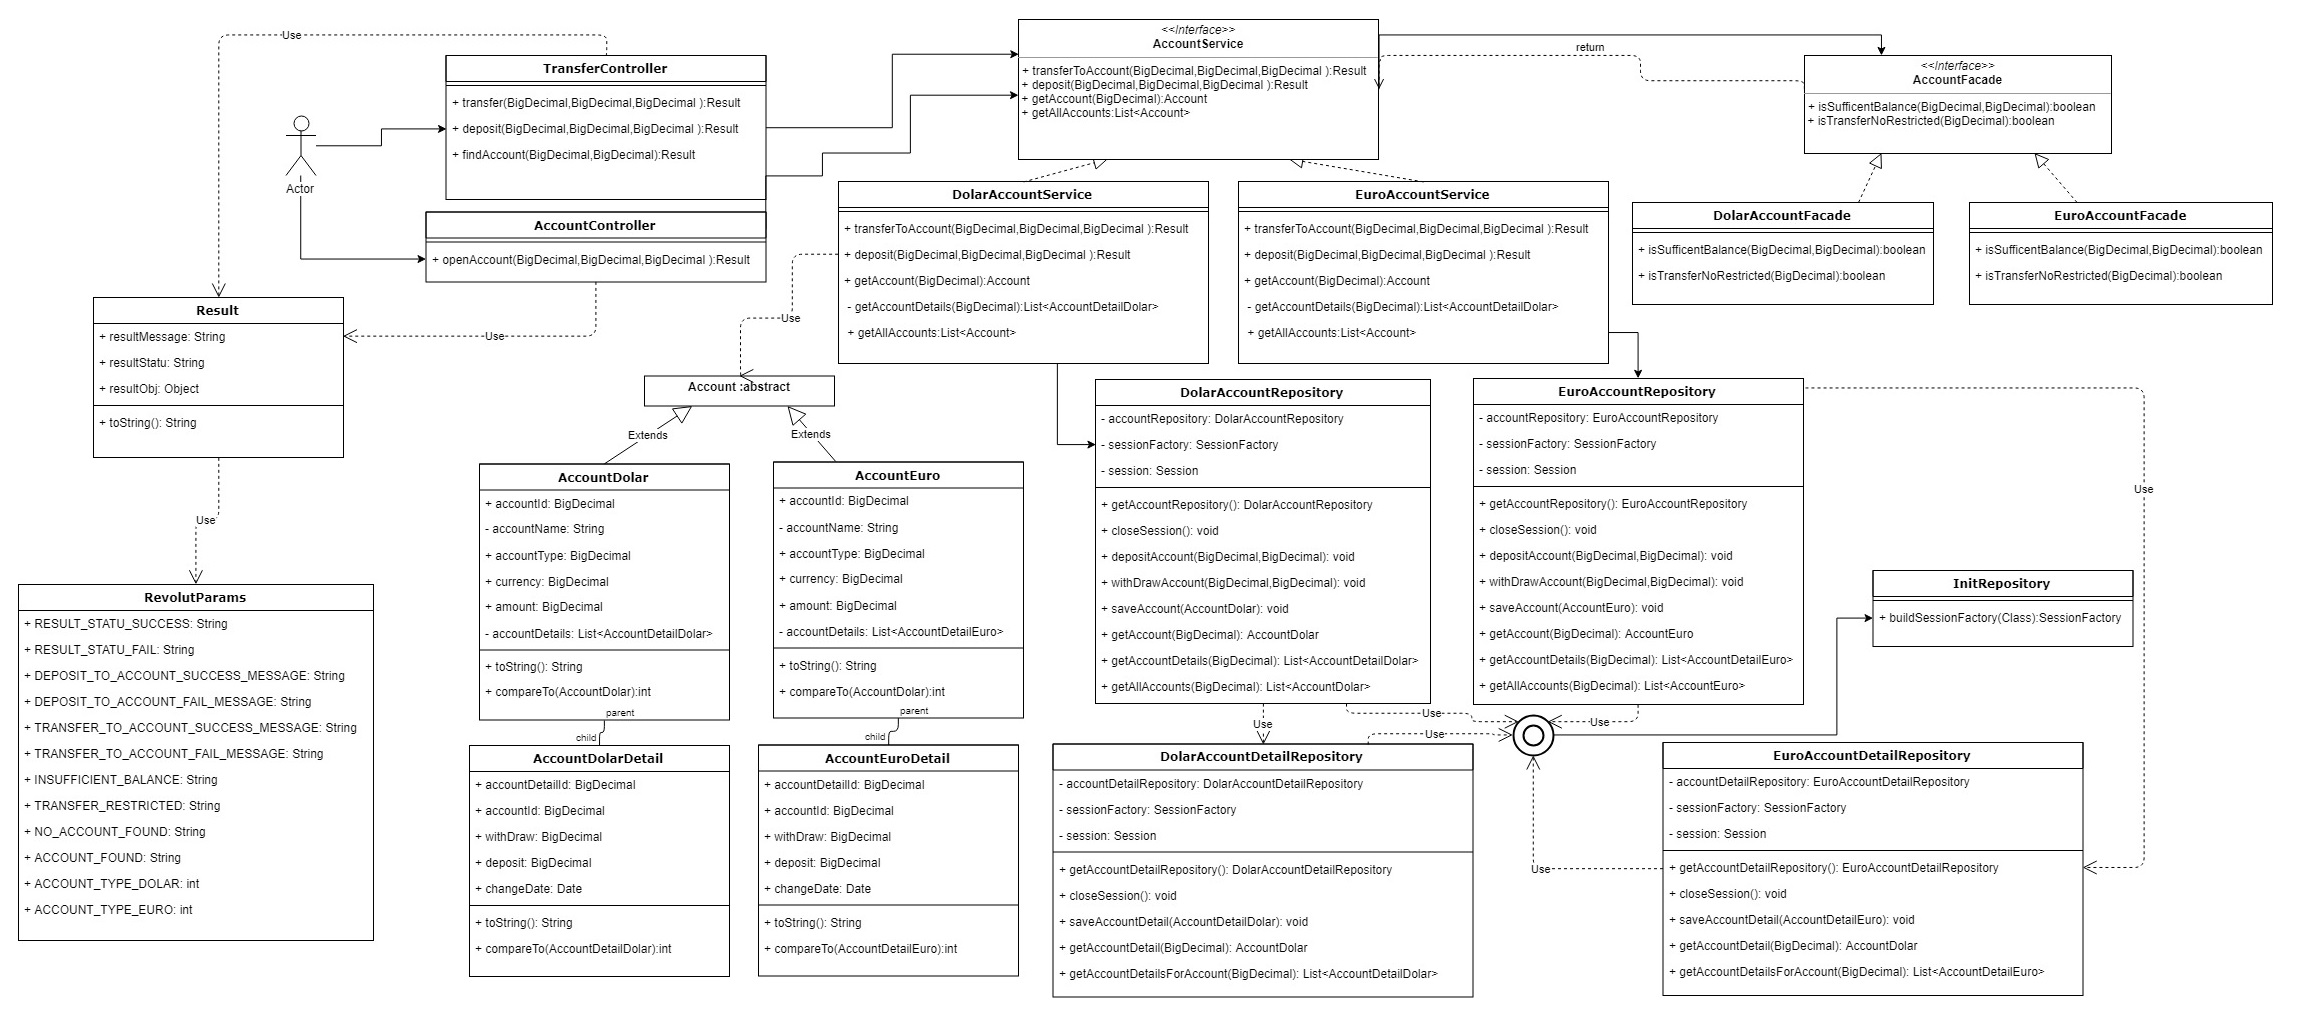 Use
TransferController
+ transfer(BigDecimal,BigDecimal,BigDecimal ):Result
+ deposit(BigDecimal,BigDecimal,BigDecimal ):Result
+ findAccount(BigDecimal,BigDecimal):Result
Actor
AccountController
+ openAccount(BigDecimal,BigDecimal,BigDecimal ):Result
Use
<<Interface>>
AccountService
+ transferToAccount(BigDecimal,BigDecimal,BigDecimal ):Result
+ deposit(BigDecimal,BigDecimal,BigDecimal ):Result
+ getAccount(BigDecimal):Account
+ getAllAccounts:List<Account>
return
<<Interface>>
AccountFacade
+ isSufficentBalance(BigDecimal,BigDecimal):boolean
+ isTransferNoRestricted(BigDecimal):boolean
DolarAccountService
+ transferToAccount(BigDecimal,BigDecimal,BigDecimal ):Result
+ deposit(BigDecimal,BigDecimal,BigDecimal ):Result
+ getAccount(BigDecimal):Account
- getAccountDetails(BigDecimal):List<AccountDetailDolar>
+ getAllAccounts:List<Account>
Use
EuroAccountService
+ transferToAccount(BigDecimal,BigDecimal,BigDecimal ):Result
+ deposit(BigDecimal,BigDecimal,BigDecimal ):Result
+ getAccount(BigDecimal):Account
- getAccountDetails(BigDecimal):List<AccountDetailDolar>
+ getAllAccounts:List<Account>
DolarAccountFacade
+ isSufficentBalance(BigDecimal,BigDecimal):boolean
+ isTransferNoRestricted(BigDecimal):boolean
EuroAccountFacade
+ isSufficentBalance(BigDecimal,BigDecimal):boolean
+ isTransferNoRestricted(BigDecimal):boolean
Result
+ resultMessage: String
+ resultStatu: String
+ resultObj: Object
+ toString(): String
Use
RevolutParams
+ RESULT_STATU_SUCCESS: String
+ RESULT_STATU_FAIL: String
+ DEPOSIT_TO_ACCOUNT_SUCCESS_MESSAGE: String
+ DEPOSIT_TO_ACCOUNT_FAIL_MESSAGE: String
+ TRANSFER_TO_ACCOUNT_SUCCESS_MESSAGE: String
+ TRANSFER_TO_ACCOUNT_FAIL_MESSAGE: String
+ INSUFFICIENT_BALANCE: String
+ TRANSFER_RESTRICTED: String
+ NO_ACCOUNT_FOUND: String
+ ACCOUNT_FOUND: String
+ ACCOUNT_TYPE_DOLAR: int
+ ACCOUNT_TYPE_EURO: int
Account :abstract
Extends
Extends
AccountDolar
+ accountId: BigDecimal
- accountName: String
+ accountType: BigDecimal
+ currency: BigDecimal
+ amount: BigDecimal
- accountDetails: List<AccountDetailDolar>
+ toString(): String
+ compareTo(AccountDolar):int
parent
child
AccountEuro
+ accountId: BigDecimal
- accountName: String
+ accountType: BigDecimal
+ currency: BigDecimal
+ amount: BigDecimal
- accountDetails: List<AccountDetailEuro>
+ toString(): String
+ compareTo(AccountDolar):int
parent
child
AccountDolarDetail
+ accountDetailId: BigDecimal
+ accountId: BigDecimal
+ withDraw: BigDecimal
+ deposit: BigDecimal
+ changeDate: Date
+ toString(): String
+ compareTo(AccountDetailDolar):int
AccountEuroDetail
+ accountDetailId: BigDecimal
+ accountId: BigDecimal
+ withDraw: BigDecimal
+ deposit: BigDecimal
+ changeDate: Date
+ toString(): String
+ compareTo(AccountDetailEuro):int
DolarAccountRepository
- accountRepository: DolarAccountRepository
- sessionFactory: SessionFactory
- session: Session
+ getAccountRepository(): DolarAccountRepository
+ closeSession(): void
+ depositAccount(BigDecimal,BigDecimal): void
+ withDrawAccount(BigDecimal,BigDecimal): void
+ saveAccount(AccountDolar): void
+ getAccount(BigDecimal): AccountDolar
+ getAccountDetails(BigDecimal): List<AccountDetailDolar>
+ getAllAccounts(BigDecimal): List<AccountDolar>
EuroAccountRepository
- accountRepository: EuroAccountRepository
- sessionFactory: SessionFactory
- session: Session
+ getAccountRepository(): EuroAccountRepository
+ closeSession(): void
+ depositAccount(BigDecimal,BigDecimal): void
+ withDrawAccount(BigDecimal,BigDecimal): void
+ saveAccount(AccountEuro): void
+ getAccount(BigDecimal): AccountEuro
+ getAccountDetails(BigDecimal): List<AccountDetailEuro>
+ getAllAccounts(BigDecimal): List<AccountEuro>
Use
InitRepository
+ buildSessionFactory(Class):SessionFactory
Use
Use
Use
Use
DolarAccountDetailRepository
- accountDetailRepository: DolarAccountDetailRepository
- sessionFactory: SessionFactory
- session: Session
+ getAccountDetailRepository(): DolarAccountDetailRepository
+ closeSession(): void
+ saveAccountDetail(AccountDetailDolar): void
+ getAccountDetail(BigDecimal): AccountDolar
+ getAccountDetailsForAccount(BigDecimal): List<AccountDetailDolar>
Use
EuroAccountDetailRepository
- accountDetailRepository: EuroAccountDetailRepository
- sessionFactory: SessionFactory
- session: Session
+ getAccountDetailRepository(): EuroAccountDetailRepository
+ closeSession(): void
+ saveAccountDetail(AccountDetailEuro): void
+ getAccountDetail(BigDecimal): AccountDolar
+ getAccountDetailsForAccount(BigDecimal): List<AccountDetailEuro>